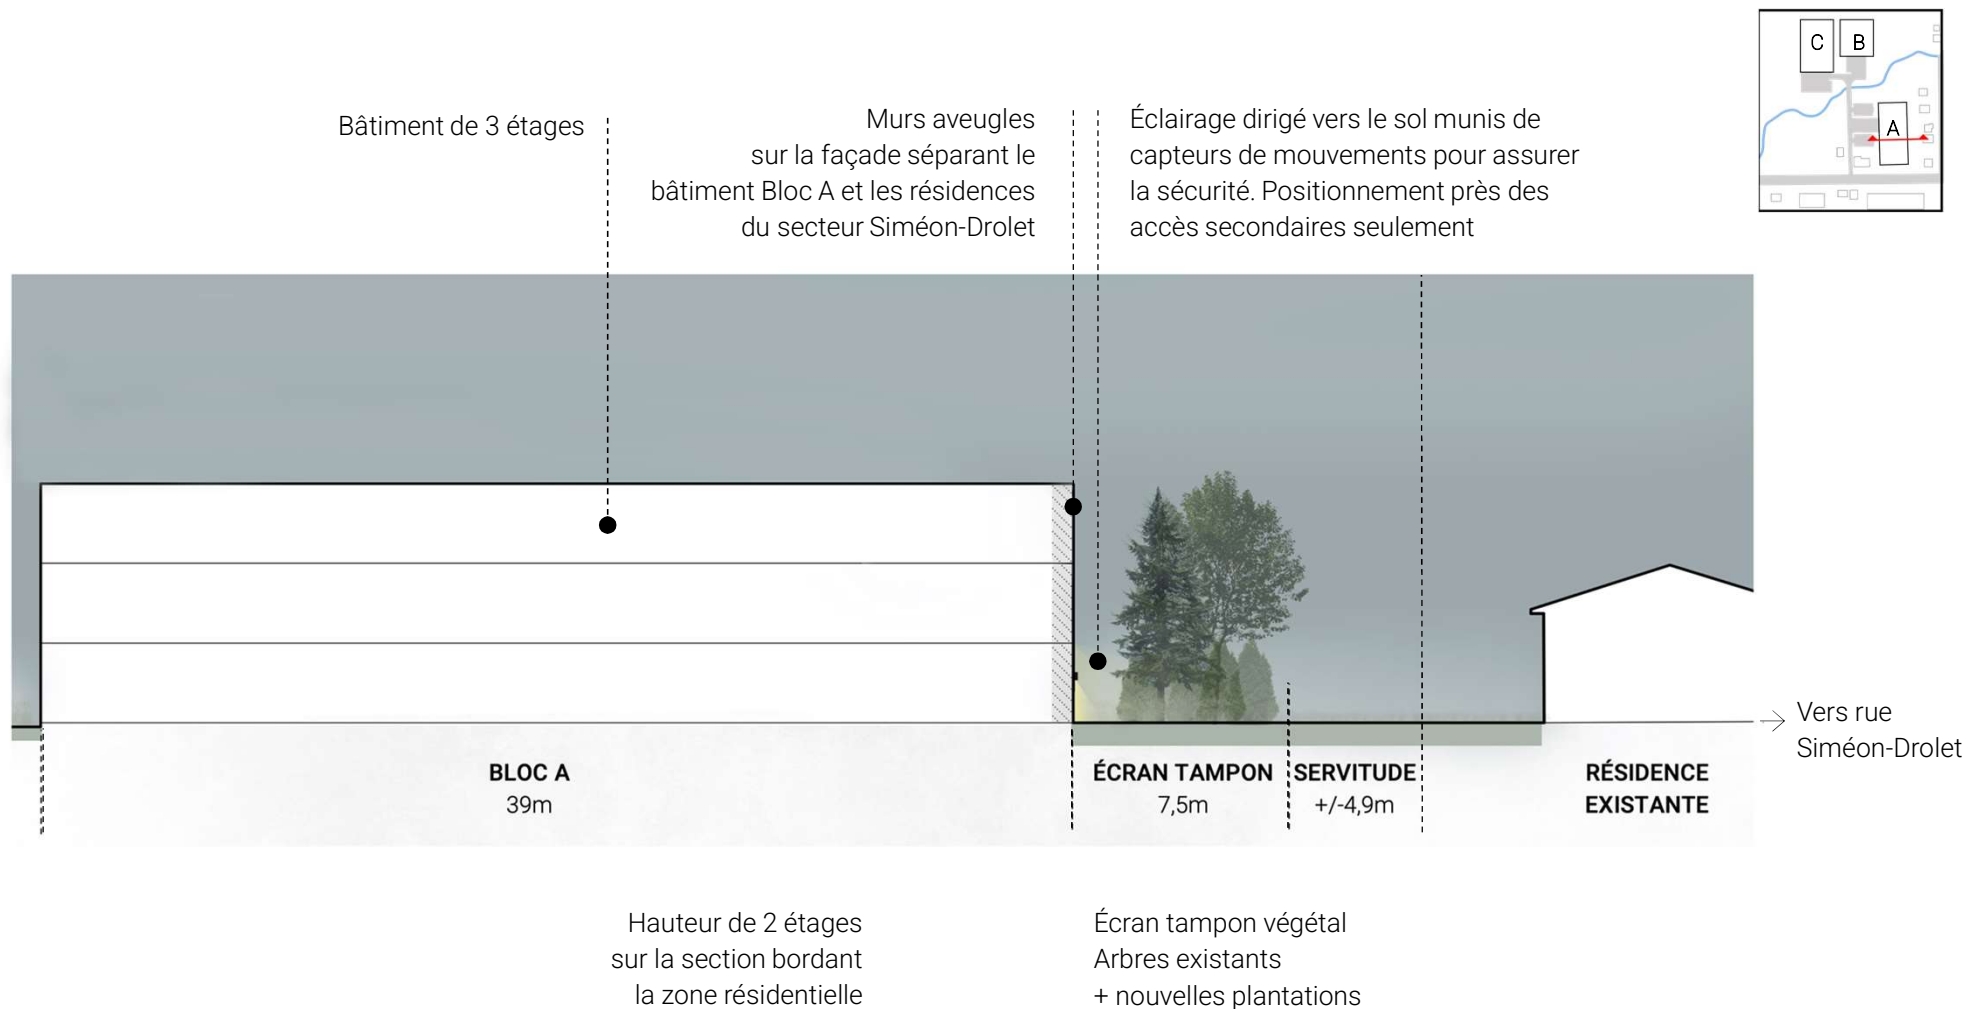 C
B
A
Bâtiment de 3 étages
Murs aveugles
sur la façade séparant le
bâtiment Bloc A et les résidences
du secteur Siméon-Drolet
Éclairage dirigé vers le sol munis de
capteurs de mouvements pour assurer
la sécurité. Positionnement près des
accès secondaires seulement
Vers rue
Siméon-Drolet
BLOC A
39m
ÉCRAN TAMPON
7,5m
SERVITUDE
+/-4,9m
RÉSIDENCE
EXISTANTE
Hauteur de 2 étages
sur la section bordant
la zone résidentielle
Écran tampon végétal
Arbres existants
+ nouvelles plantations